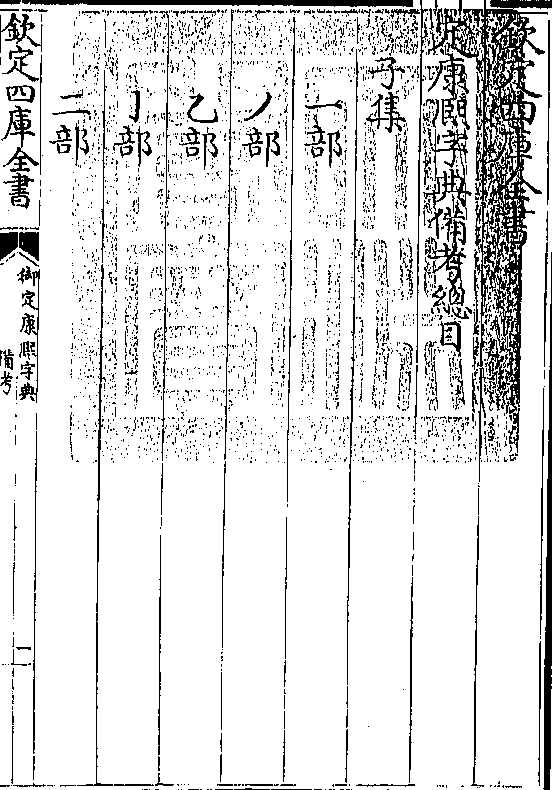 欽定四庫全書
定康熙字典備考總目
子集
一部
丿部
乙部
亅部
二部
欽定四庫全書
御定康熙字典
備考
二